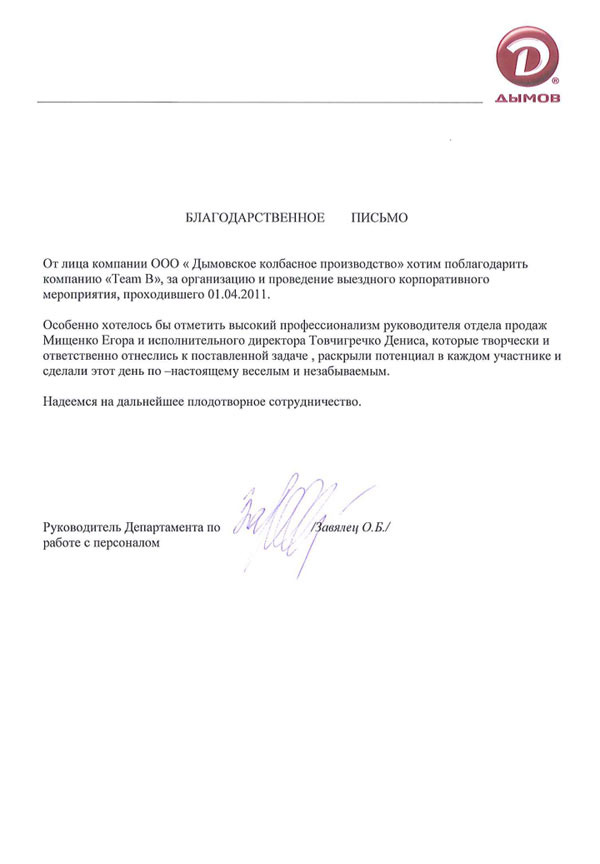 ДЫМОВ
БЛАГОДАРСТВЕННОЕ ПИСЬМО
От лица компании ООО « Дымовское колбасное производство» хотим поблагодарить
компанию «Team B», за организацию и проведение выездного корпоративного
мероприятия, проходившего 01.04.2011.
Особенно хотелось бы отметить высокий профессионализм руководителя отдела продаж
Мищенко Егора и исполнительного директора Товчигречко Дениса, которые творчески и
ответственно отнеслись к поставленной задаче , раскрыли потенциал в каждом участнике и
сделали этот день по –настоящему веселым и незабываемым.
Надеемся на дальнейшее плодотворное сотрудничество.
Руководитель Департамента по /Завялец О.Б./
работе с персоналом